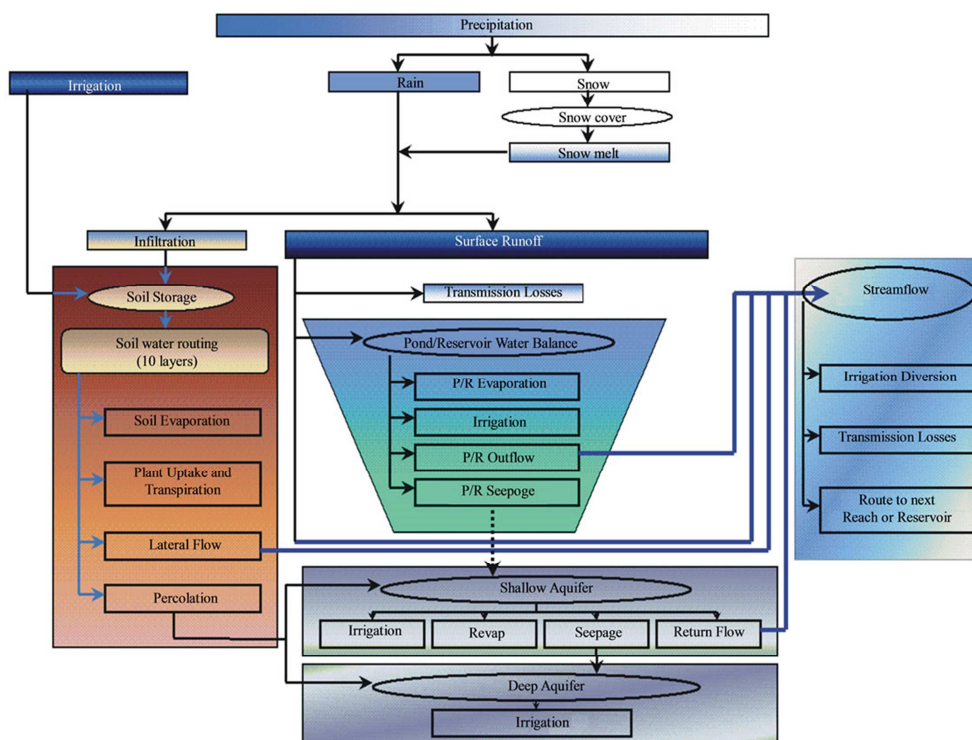 Precipitation
Irrigation
Rain
Snow
Snow cover
Snow melt
Infiltration
Surface Runoff
Soil Storage
Transmission Losses
Streamflow
Soil water routing
(10 layers)
Pond/Reservoir Water Balance
P/R Evaporation
Irrigation Diversion
Soil Evaporation
Irrigation
Transmission Losses
P/R Outflow
Plant Uptake and
Transpiration
P/R Seepoge
Route to next
Reach or Reservoir
Lateral Flow
Percolation
Shallow Aquifer
Irrigation
Revap
Seepage
Return Flow
Deep Aquifer
Irrigation